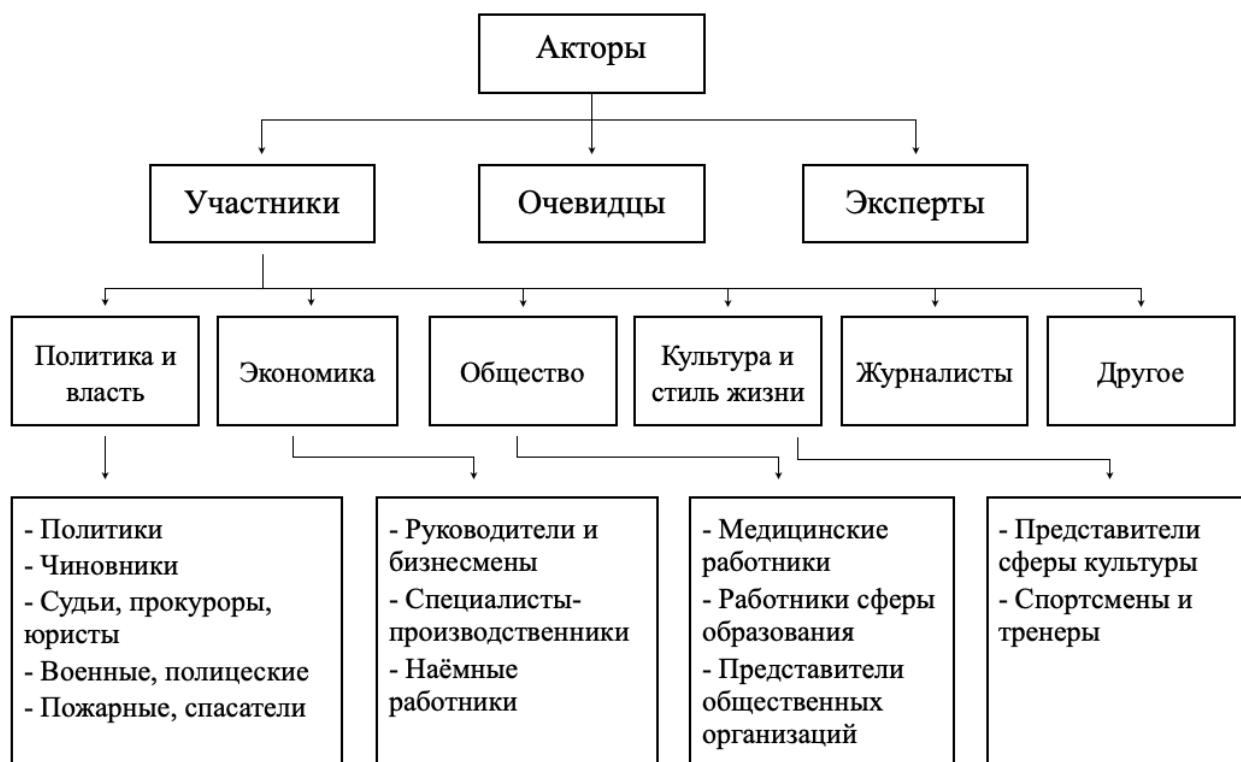 Акторы
Участники
Очевидцы
Эксперты
Политика и
власть
Экономика
Общество
Культура и
стиль жизни
Журналисты
Другое
- Политики
- Чиновники
- Судьи, прокуроры,
юристы
- Военные, полицеские
- Пожарные, спасатели
- Руководители и
бизнесмены
- Специалисты-
производственники
- Наёмные
работники
- Медицинские
работники
- Работники сферы
образования
- Представители
общественных
организаций
- Представители
сферы культуры
- Спортсмены и
тренеры